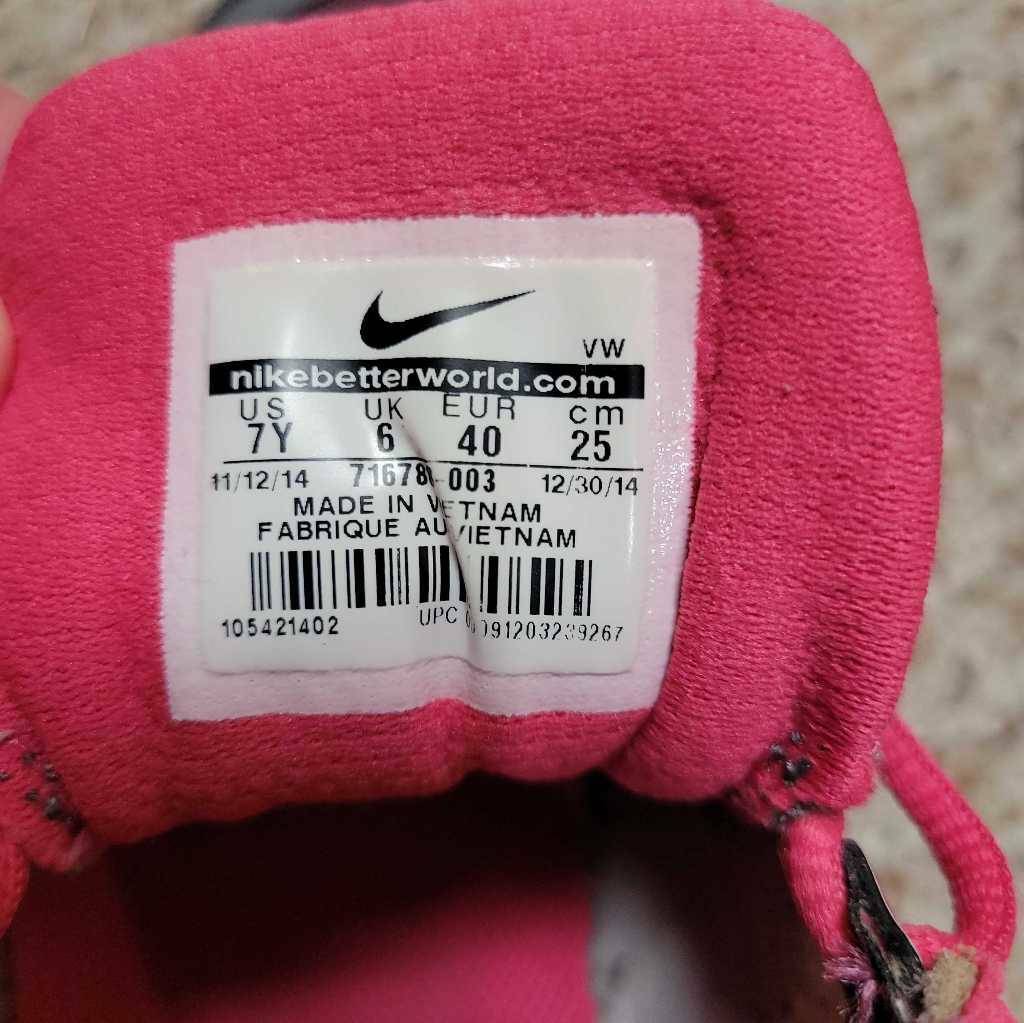 VW
nikebetterworld.com
US UK EUR cm
7Y 6 40 25
11/12/14 12/30/14
MADE IN
FABRIQUE AU VIETNAM
105421402 UPC